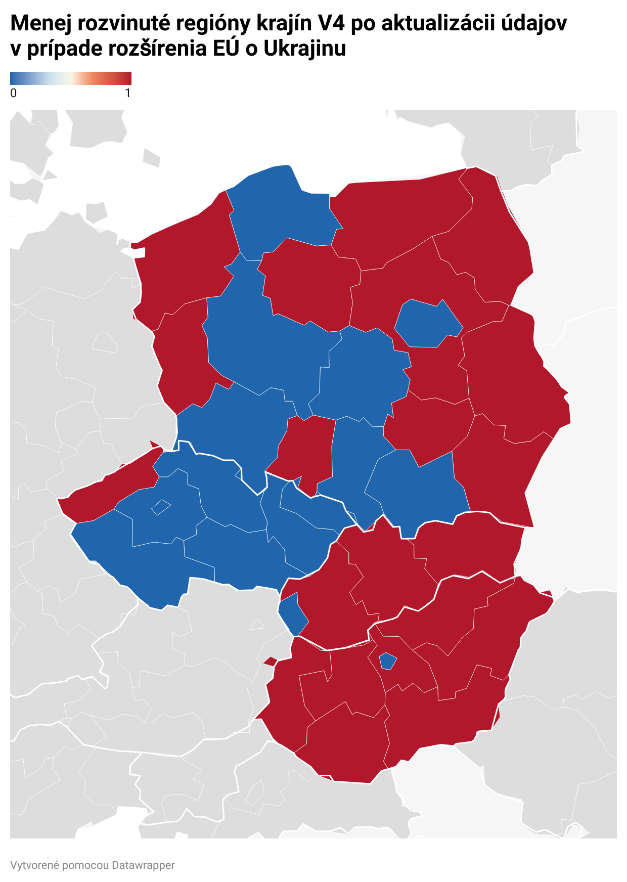 Menej rozvinuté regióny krajín V4 po aktualizácii údajov
v prípade rozšírenia EÚ o Ukrajinu
0 1
Vytvorené pomocou Datawrapper